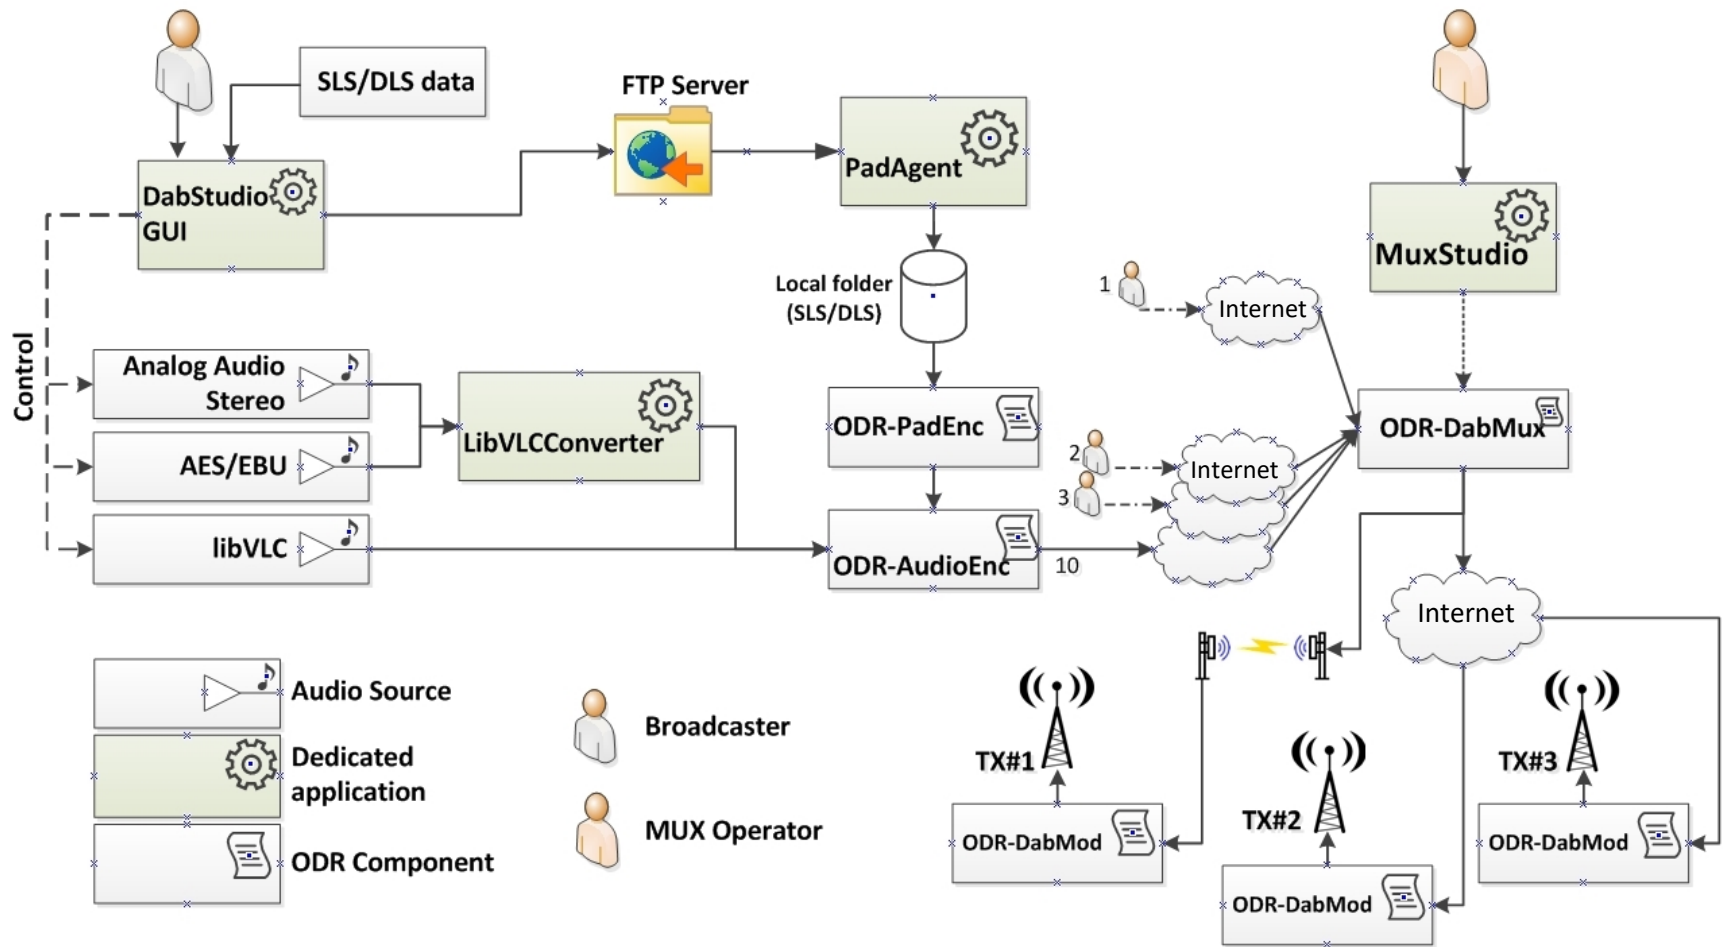 SLS/DLS data
FTP Server
DabStudio
GUI
PadAgent
MuxStudio
Local folder
(SLS/DLS)
1
Internet
Control
Analog Audio
Stereo
AES/EBU
libVLC
LibVLCConverter
ODR-PadEnc
ODR-AudioEnc
2
Internet
3
10
ODR-DabMux
Internet
Audio Source
Dedicated
application
ODR Component
Broadcaster
MUX Operator
TX#1
ODR-DabMod
TX#2
ODR-DabMod
TX#3
ODR-DabMod